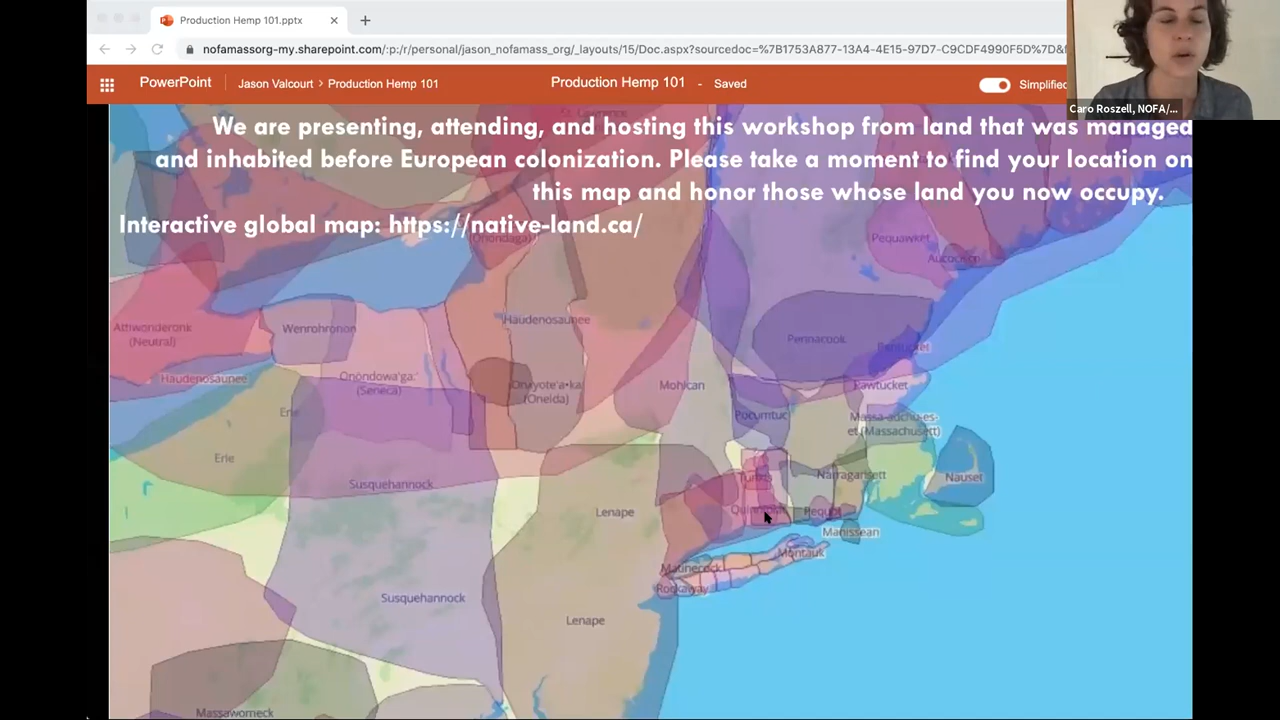 Production Hemp 101.pptx
nofamassorg-my.sharepoint.com/:p:/r/personal/jason_nofamass_org/_layouts/15/Doc.aspx?sourcedoc=%7B1753A877-13A4-4E15-97D7-C9CDF4990F5D%7D&f
PowerPoint
Jason Valcourt > Production Hemp 101
Production Hemp 101 - Saved
Simplified
Caro Roszell, NOFA/...
We are presenting, attending, and hosting this workshop from land that was managed
and inhabited before European colonization. Please take a moment to find your location on
this map and honor those whose land you now occupy.
Interactive global map: https://native-land.ca/
(Onondaga)
Pequawket
Aucocisco
Attiwonderonk
(Neutral)
Wenrohronon
Haudenosaunee
Pennacook
Pantucket
Haudenosaunee
Onöndowa'ga:'
(Seneca)
Onyota'a•ka
(Oneida)
Mohican
Pawtucket
Erie
Pocumtuc
Massa-adchu-es-
et (Massachusett)
Erie
Susquehannock
Narragansett
Nauset
Lenape
Pequot
Manissean
Montauk
Matinecock
Rockaway
Susquehannock
Lenape
Massawomeck